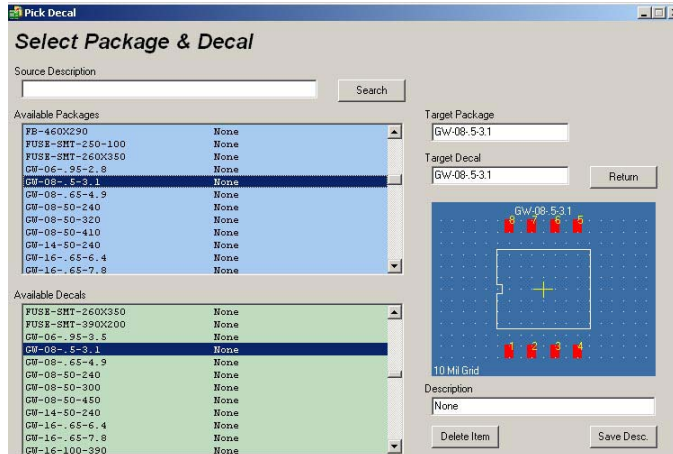 Pick Decal
Select Package & Decal
Source Description
Search
Available Packages
FB-460X290 None
FUSE-SMT-250-100 None
FUSE-SMT-260X350 None
GW-06-.95-2.8 None
GW-08-.5-3.1 None
GW-08-.65-4.9 None
GW-08-50-240 None
GW-08-50-320 None
GW-08-50-410 None
GW-14-50-240 None
GW-16-.65-6.4 None
GW-16-.65-7.8 None
Available Decals
FUSE-SMT-260X350 None
FUSE-SMT-390X200 None
GW-06-.95-3.5 None
GW-08-.5-3.1 None
GW-08-.65-4.9 None
GW-08-50-240 None
GW-08-50-300 None
GW-08-50-450 None
GW-14-50-240 None
GW-16-.65-6.4 None
GW-16-.65-7.8 None
GW-16-100-390 None
Target Package
GW-08-.5-3.1
Target Decal
GW-08-.5-3.1
Return
GW-08-.5-3.1
8 7 6 5
1 2 3 4
10 Mil Grid
Description
None
Delete Item Save Desc.